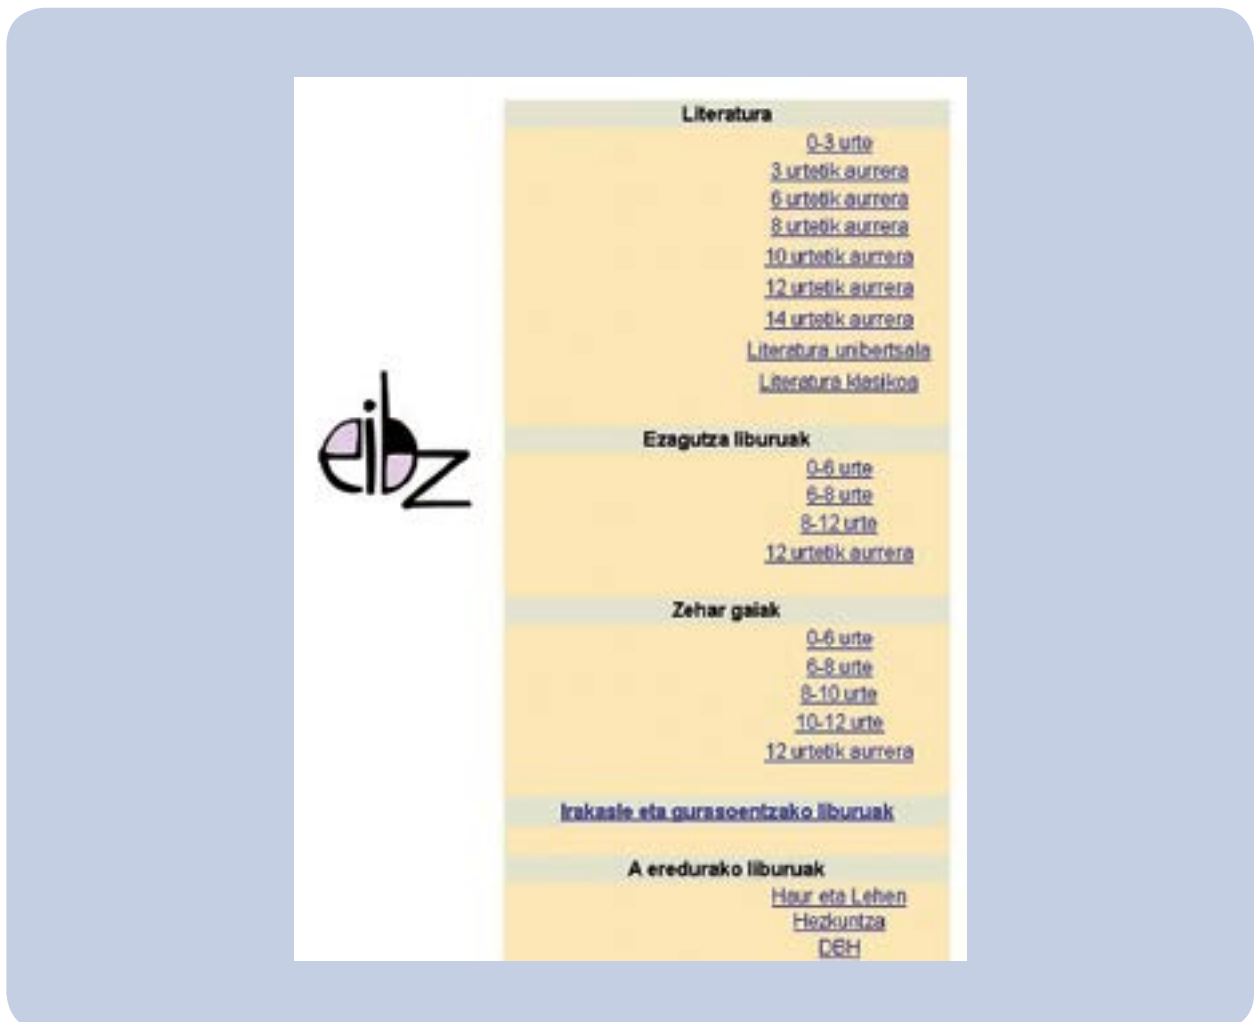 Literatura
0-3 urte
3 urtetik aurrera
6 urtetik aurrera
8 urtetik aurrera
10 urtetik aurrera
12 urtetik aurrera
14 urtetik aurrera
Literatura unibertsala
Literatura klasikoa
eibz
Ezagutza liburuak
0-6 urte
6-8 urte
8-12 urte
12 urtetik aurrera
Zehar gaiak
0-6 urte
6-8 urte
8-10 urte
10-12 urte
12 urtetik aurrera
Irakasle eta gurasoentzako liburuak
A eredurako liburuak
Haur eta Lehen
Hezkuntza
DBH